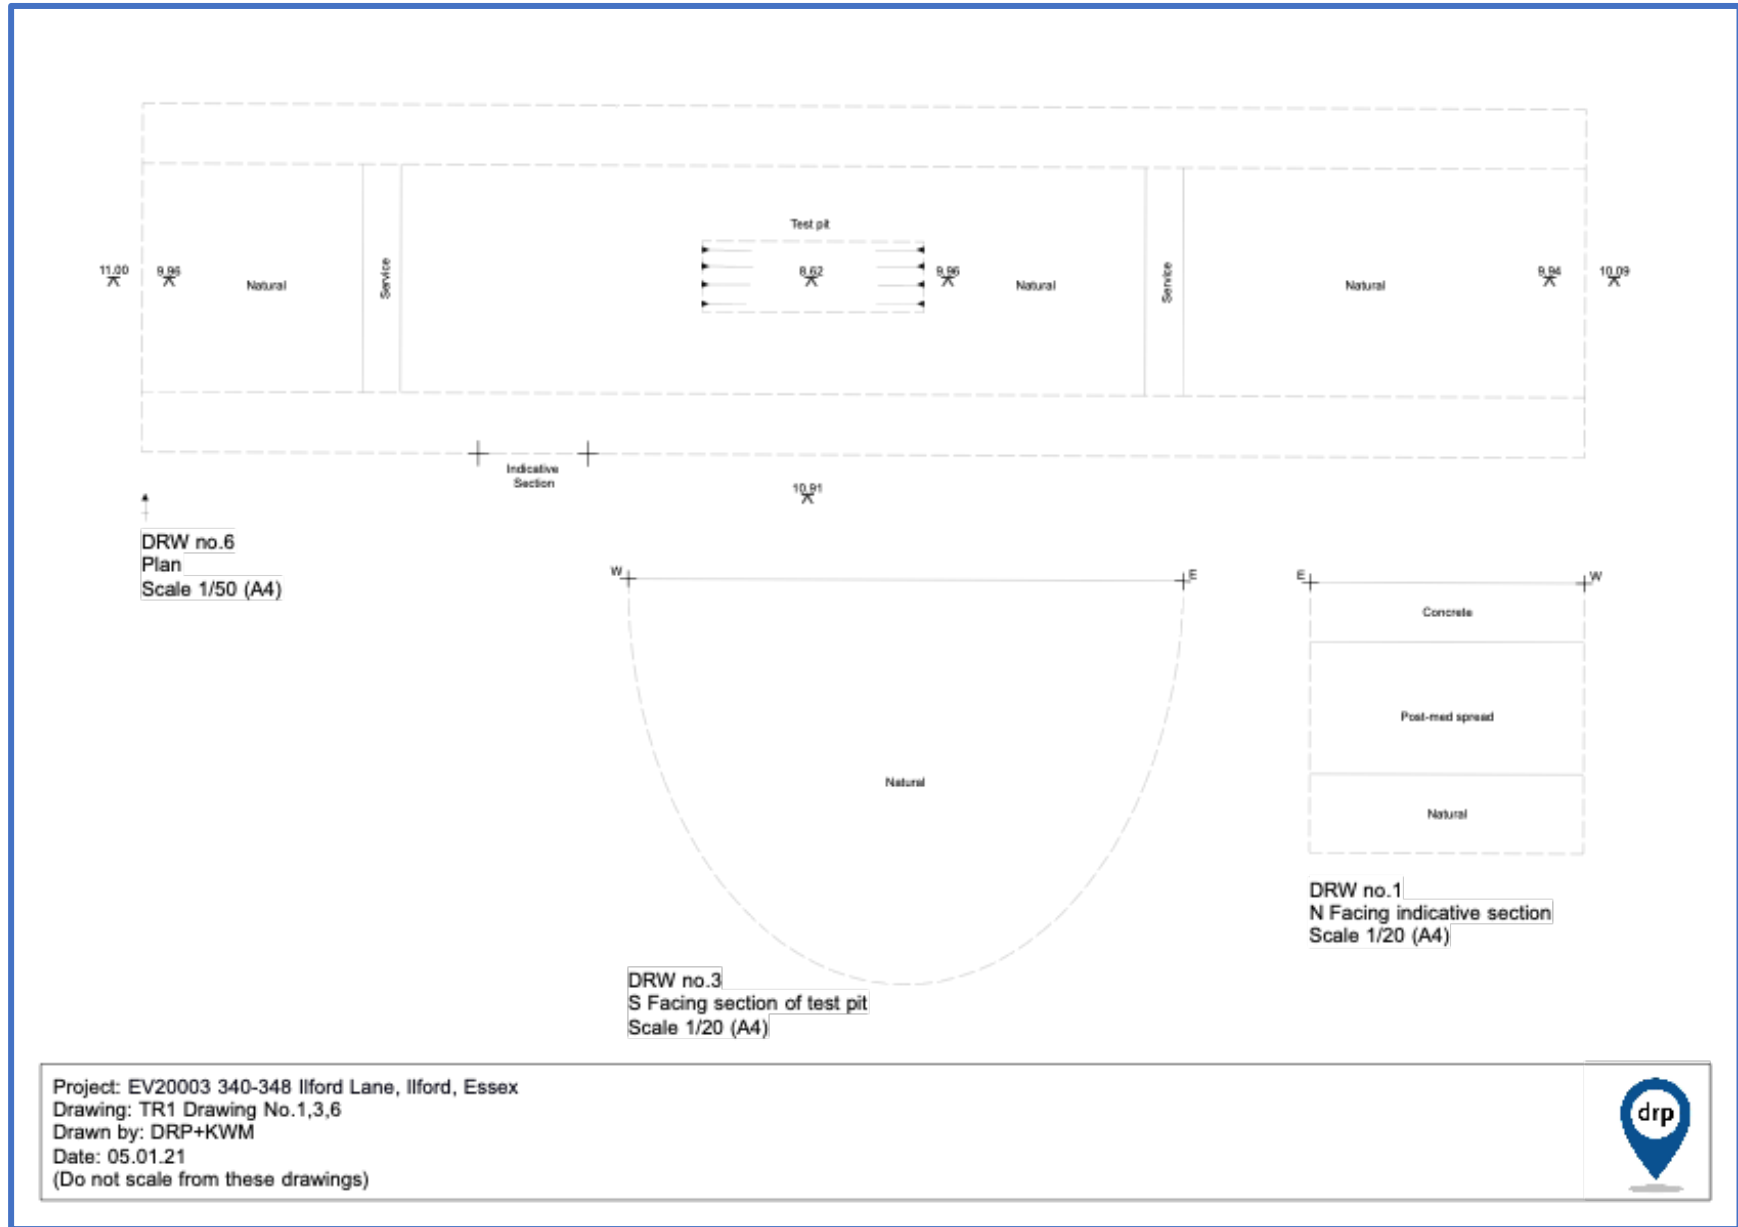 Test pit
11.00
9.96
Natural
Service
8.62
9.96
Natural
Service
Natural
9.94
10.09
Indicative
Section
10.91
DRW no.6
Plan
Scale 1/50 (A4)
W
E
Natural
DRW no.3
S Facing section of test pit
Scale 1/20 (A4)
E
W
Concrete
Post-med spread
Natural
DRW no.1
N Facing indicative section
Scale 1/20 (A4)
Project: EV20003 340-348 Ilford Lane, Ilford, Essex
Drawing: TR1 Drawing No.1,3,6
Drawn by: DRP+KWM
Date: 05.01.21
(Do not scale from these drawings)
drp